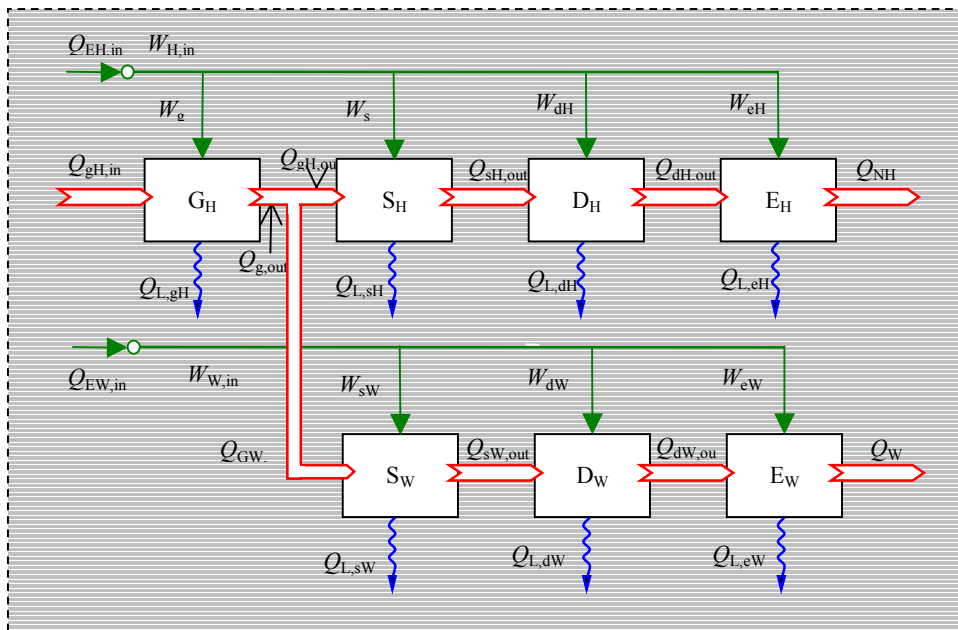 Q_EH,in W_H,in
W_g W_s W_dH W_eH
Q_gH,in Q_gH,ou Q_sH,out Q_dH,out Q_NH
G_H S_H D_H E_H
Q_g,out
Q_L,gH Q_L,sH Q_L,dH Q_L,eH
Q_EW,in W_W,in W_sW W_dW W_eW
Q_GW. Q_sW,out Q_dW,ou Q_W
S_W D_W E_W
Q_L,sW Q_L,dW Q_L,eW